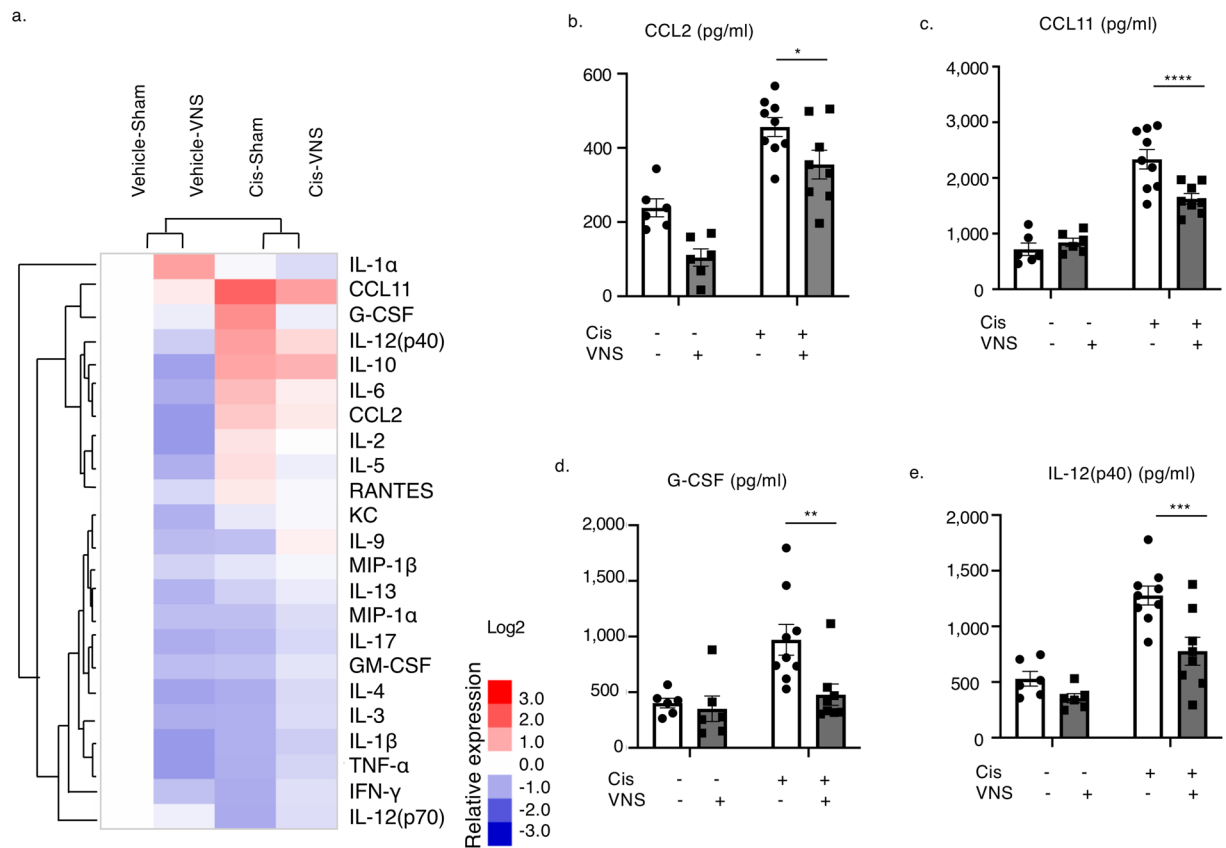 a.
Vehicle-Sham
Vehicle-VNS
Cis-Sham
Cis-VNS
IL-1α
CCL11
G-CSF
IL-12(p40)
IL-10
IL-6
CCL2
IL-2
IL-5
RANTES
KC
IL-9
MIP-1β
IL-13
MIP-1α
IL-17
GM-CSF
IL-4
IL-3
IL-1β
TNF-α
IFN-γ
IL-12(p70)
Log2
Relative expression
3.0
2.0
1.0
0.0
-1.0
-2.0
-3.0
b.
CCL2 (pg/ml)
*
600
400
200
0
Cis - - + +
VNS - + - +
c.
CCL11 (pg/ml)
****
4,000
3,000
2,000
1,000
0
Cis - - + +
VNS - + - +
d.
G-CSF (pg/ml)
**
2,000
1,500
1,000
500
0
Cis - - + +
VNS - + - +
e.
IL-12(p40) (pg/ml)
***
2,000
1,500
1,000
500
0
Cis - - + +
VNS - + - +